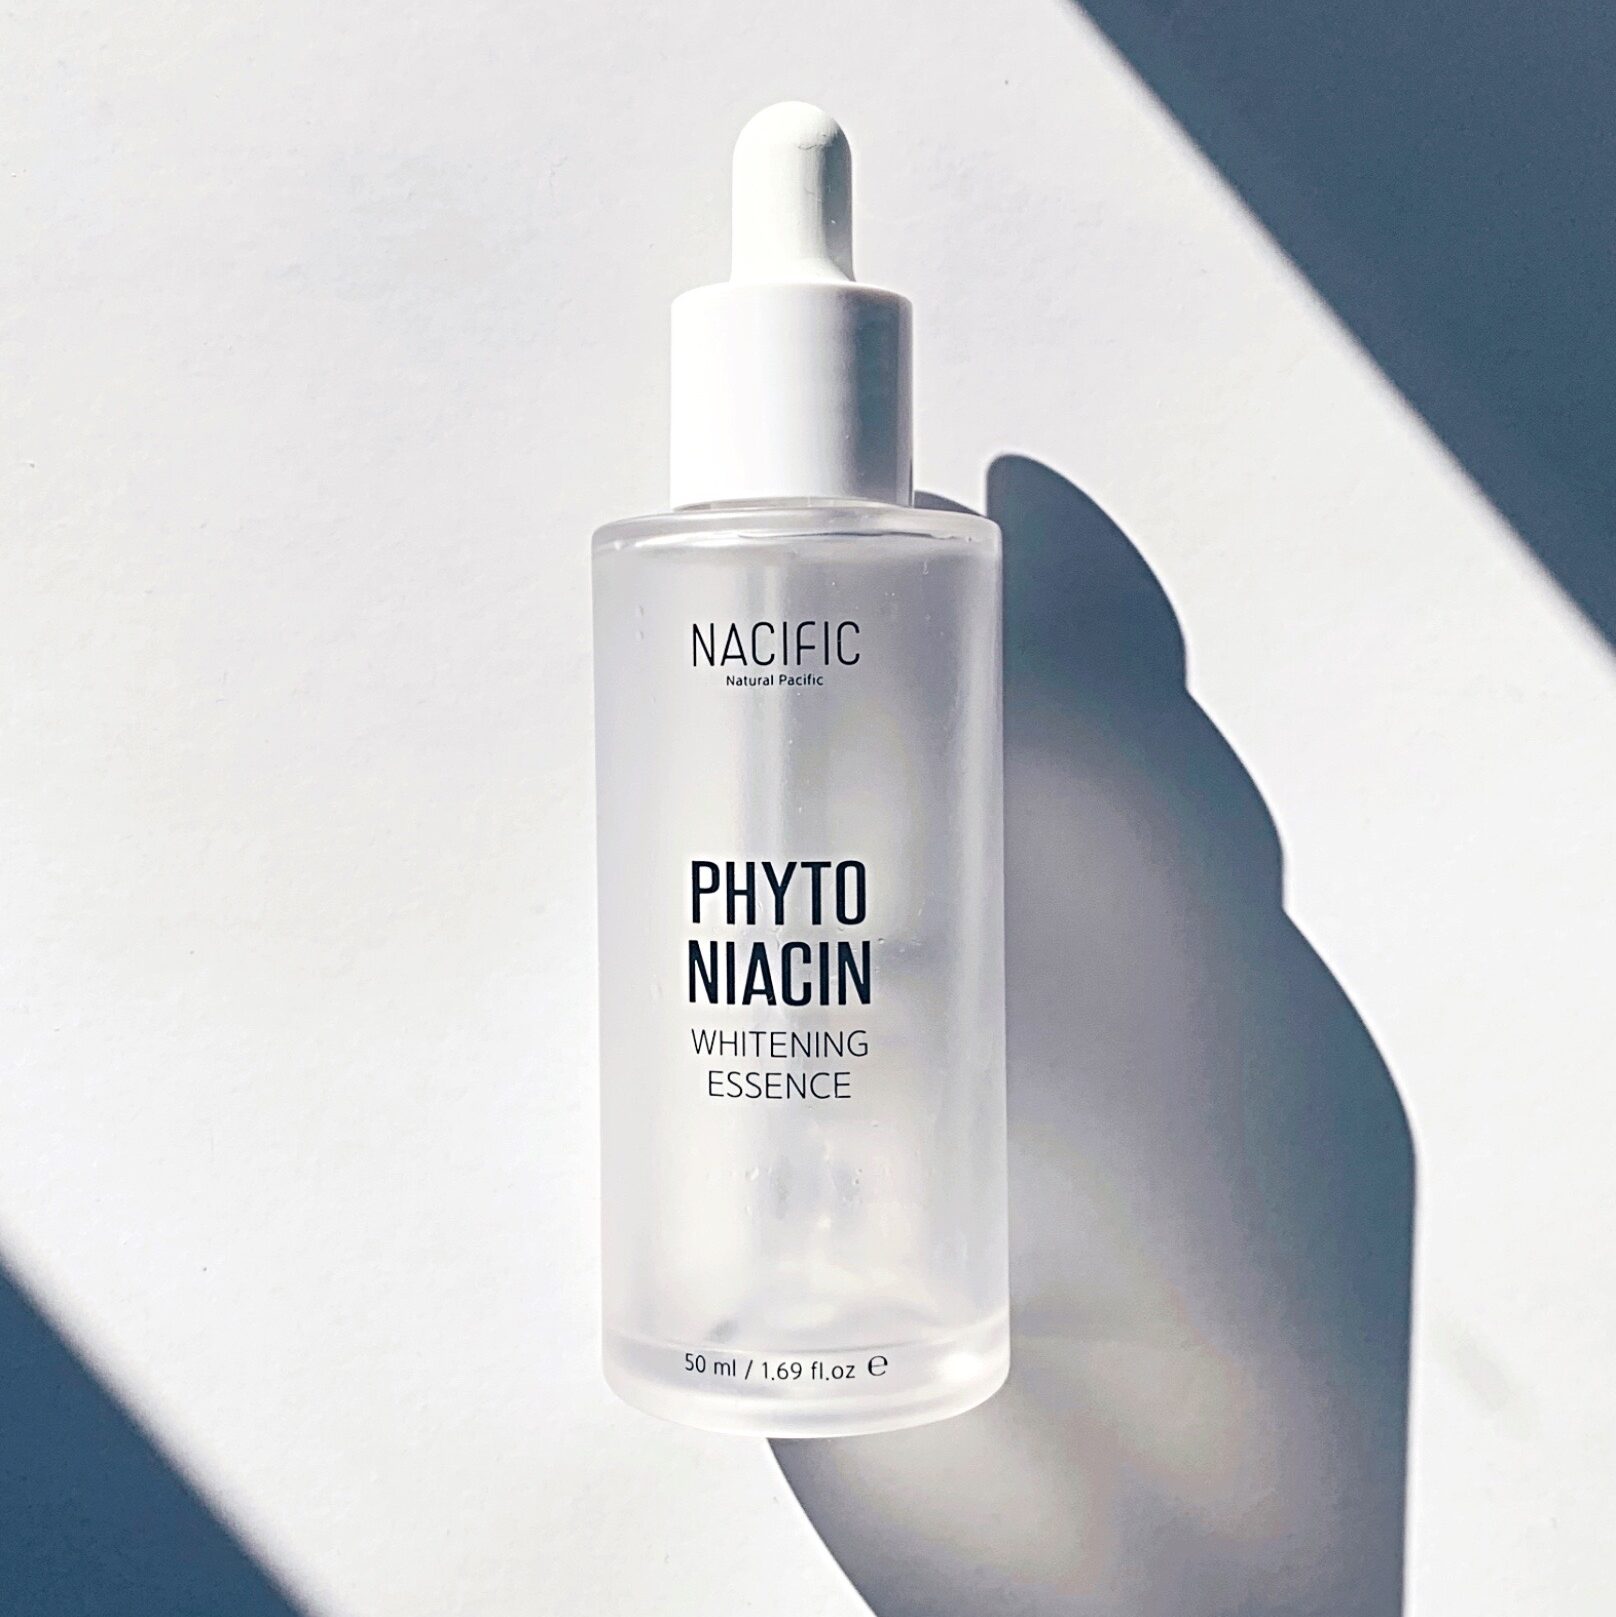 NACIFIC
Natural Pacific
PHYTO
NIACIN
WHITENING
ESSENCE
50 ml / 1.69 fl.oz ℮